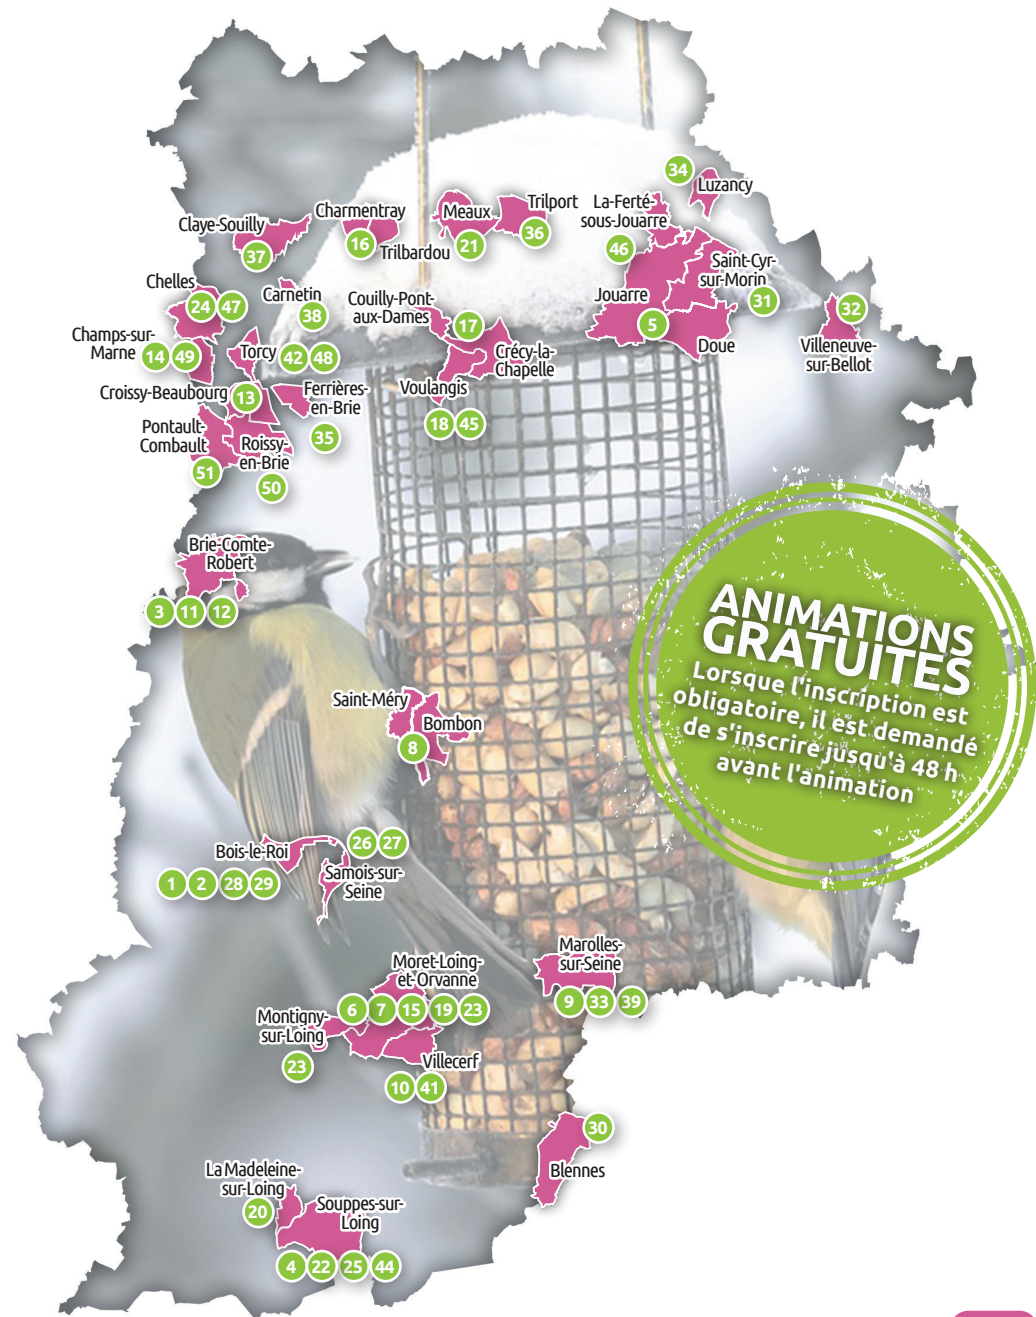 34
Luzancy
Trilport
36
La-Ferté-
sous-Jouarre
46
Meaux
21
Charmentray
16
Trilbardou
Claye-Souilly
37
Saint-Cyr-
sur-Morin
31
Chelles
24 47
Carnetin
38
Couilly-Pont-
aux-Dames
17
Jouarre
5
Doue
32
Villeneuve-
sur-Bellot
Champs-sur-
Marne
14 49
Torcy
42 48
Crécy-la-
Chapelle
Voulangis
18 45
Croissy-Beaubourg
13
Ferrières-
en-Brie
35
Pontault-
Combault
51
Roissy-
en-Brie
50
Brie-Comte-
Robert
3 11 12
ANIMATIONS
GRATUITES
Lorsque l'inscription est
obligatoire, il est demandé
de s'inscrire jusqu'à 48 h
avant l'animation
Saint-Méry
Bombon
8
Bois-le-Roi
1 2 28 29
26 27
Samois-sur-
Seine
Marolles-
sur-Seine
9 33 39
Moret-Loing-
et-Orvanne
6 7 15 19 23
Montigny-
sur-Loing
23
Villecerf
10 41
30
Blennes
La Madeleine-
sur-Loing
20
Souppes-sur-
Loing
4 22 25 44